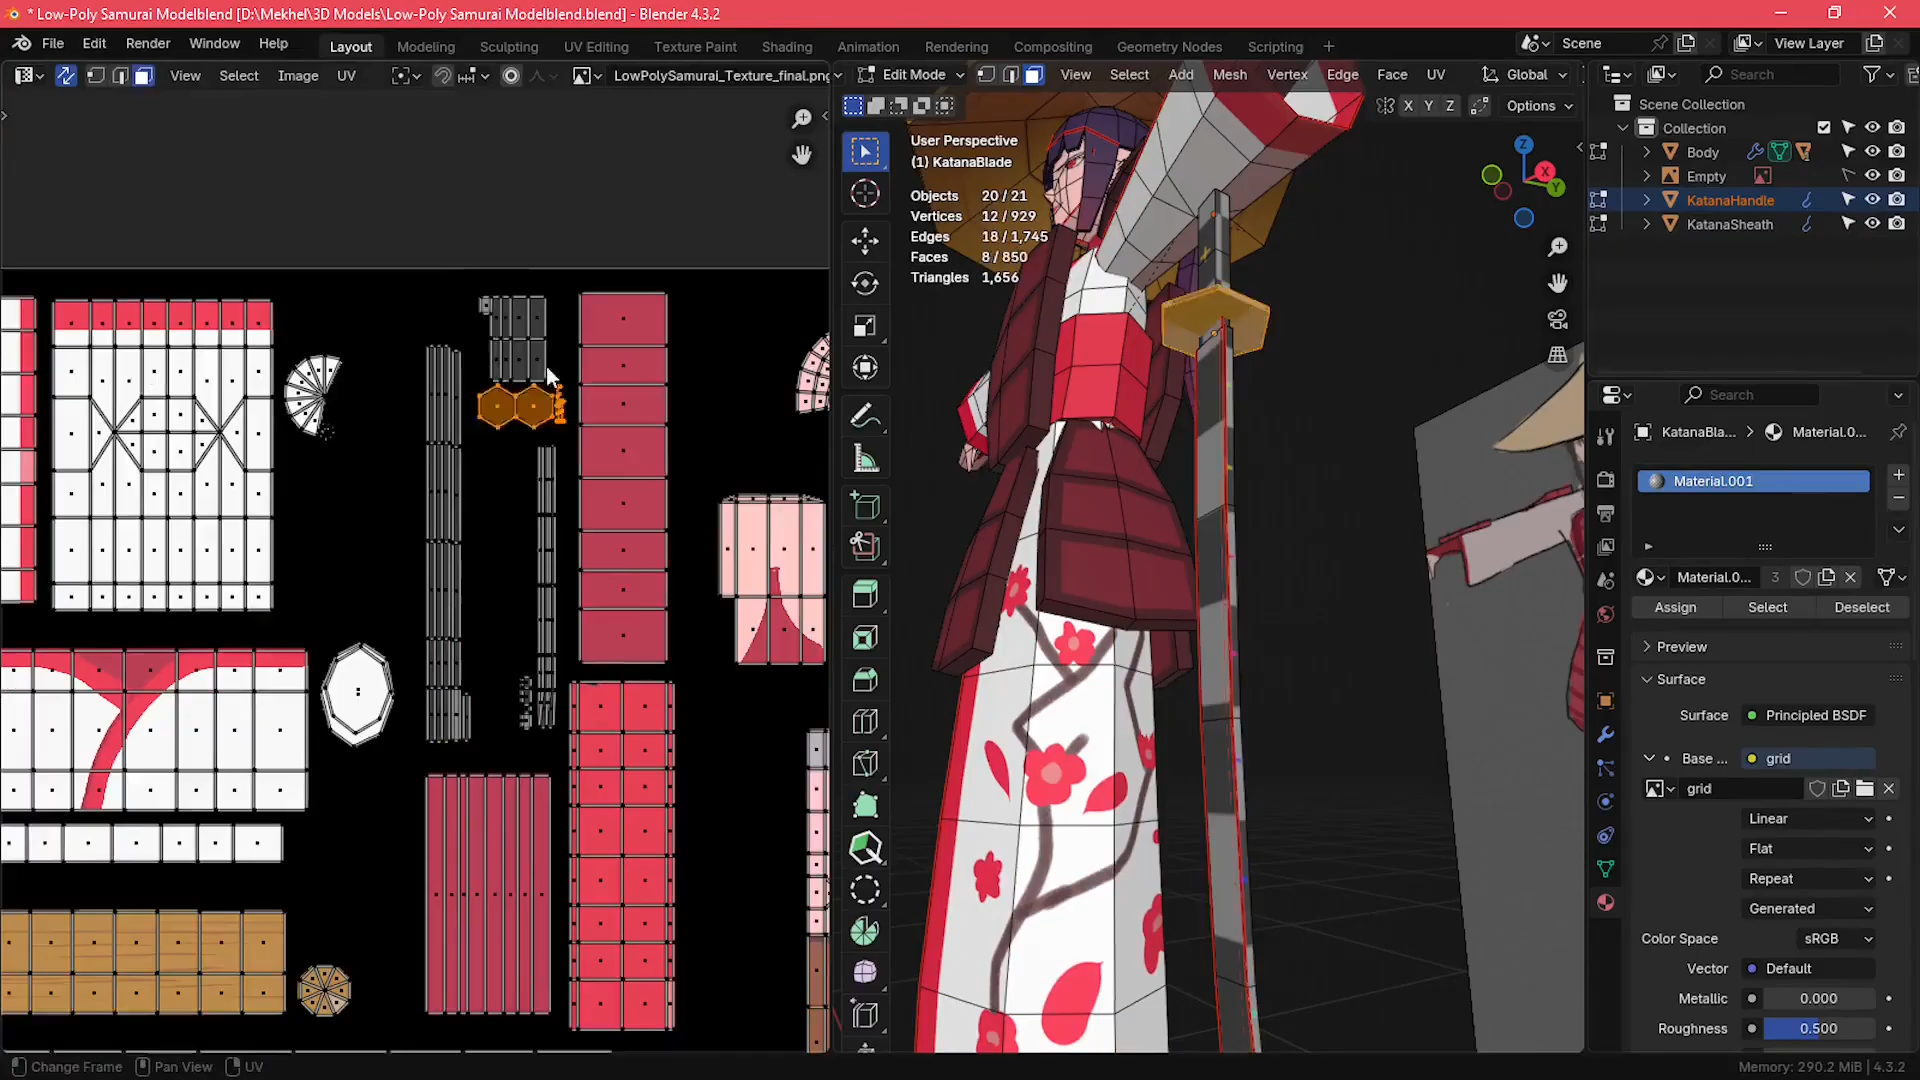 * Low-Poly Samurai Modelblend [D:\Mekhel\3D Models\Low-Poly Samurai Modelblend.blend] - Blender 4.3.2
File Edit Render Window Help Layout Modeling Sculpting UV Editing Texture Paint Shading Animation Rendering Compositing Geometry Nodes Scripting + Scene View Layer
View Select Image UV LowPolySamurai_Texture_final.png Edit Mode View Select Add Mesh Vertex Edge Face UV Global Search
X Y Z Options
User Perspective
(1) KatanaBlade
Objects 20 / 21
Vertices 12 / 929
Edges 18 / 1,745
Faces 8 / 850
Triangles 1,656
Z
X
Y
Scene Collection
Collection
Body
Empty
KatanaHandle
KatanaSheath
Search
KatanaBla... > Material.0...
Material.001
Material.0... 3
Assign Select Deselect
Preview
Surface
Surface Principled BSDF
Base ... grid
grid
Linear
Flat
Repeat
Generated
Color Space sRGB
Vector Default
Metallic 0.000
Roughness 0.500
Change Frame Pan View UV Memory: 290.2 MiB | 4.3.2